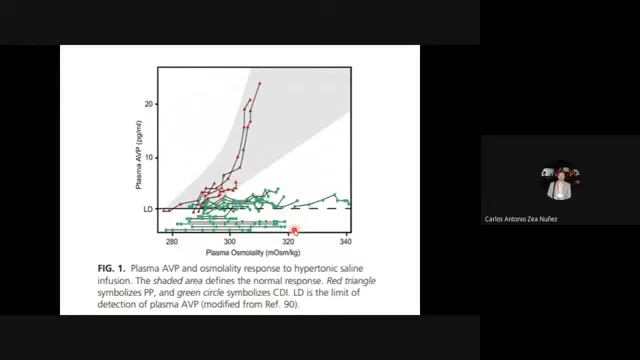 20
10
LD
Plasma AVP (pg/ml)
280 300 320 340
Plasma Osmolality (mOsm/kg)
FIG. 1. Plasma AVP and osmolality response to hypertonic saline
infusion. The shaded area defines the normal response. Red triangle
symbolizes PP, and green circle symbolizes CDI. LD is the limit of
detection of plasma AVP (modified from Ref. 90).
Carlos Antonio Zea Nuñez